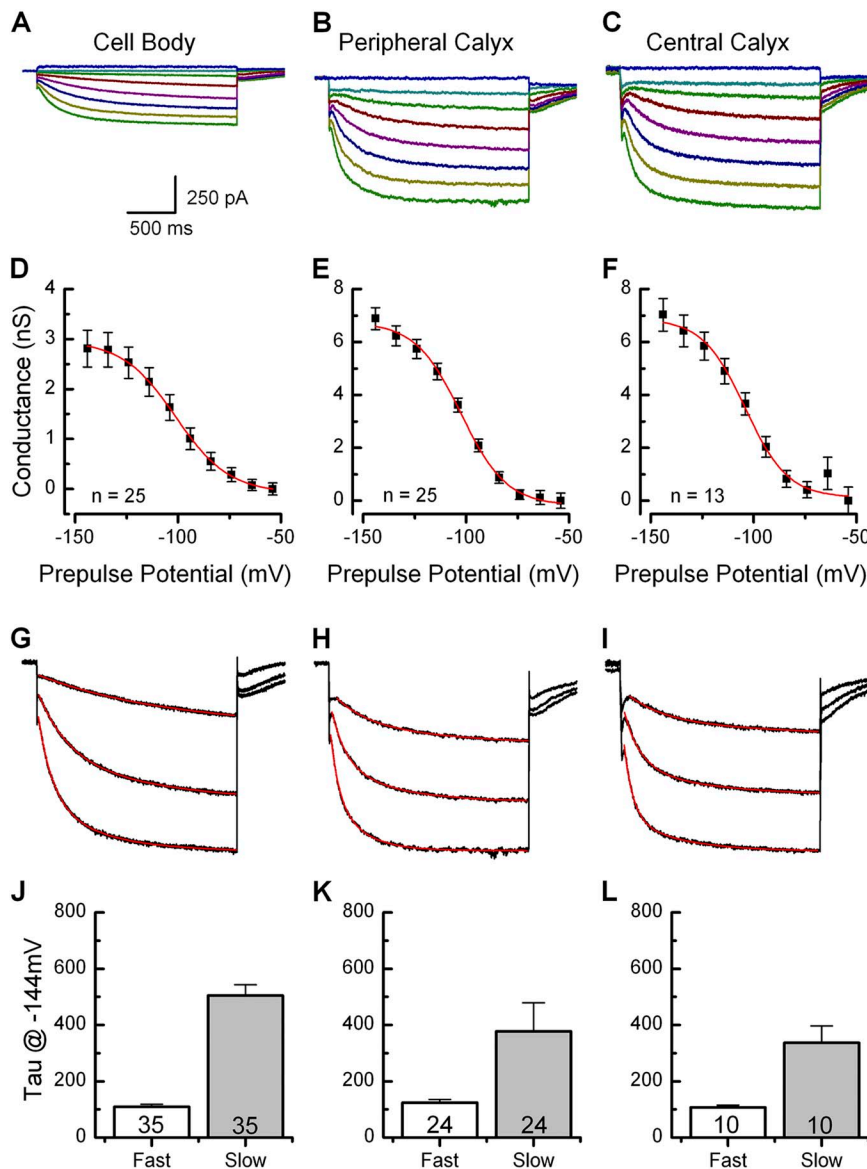 A
Cell Body
B
Peripheral Calyx
C
Central Calyx
250 pA
500 ms
D
E
F
Conductance (nS)
4
3
2
1
0
n = 25
-150
-100
-50
Prepulse Potential (mV)
8
6
4
2
0
n = 25
-150
-100
-50
Prepulse Potential (mV)
8
6
4
2
0
n = 13
-150
-100
-50
Prepulse Potential (mV)
G
H
I
J
K
L
Tau @ -144mV
800
600
400
200
0
35
35
Fast
Slow
800
600
400
200
0
24
24
Fast
Slow
800
600
400
200
0
10
10
Fast
Slow